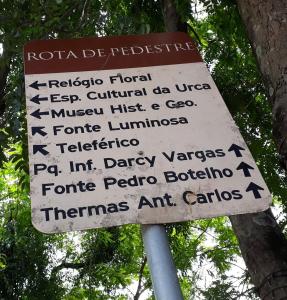 ROTA DE PEDESTRE
←Relógio Floral
←Esp. Cultural da Urca
←Museu Hist. e Geo.
↖ Fonte Luminosa
↖ Teleférico
Pq. Inf. Darcy Vargas ↑
Fonte Pedro Botelho ↑
Thermas Ant. Carlos ↑